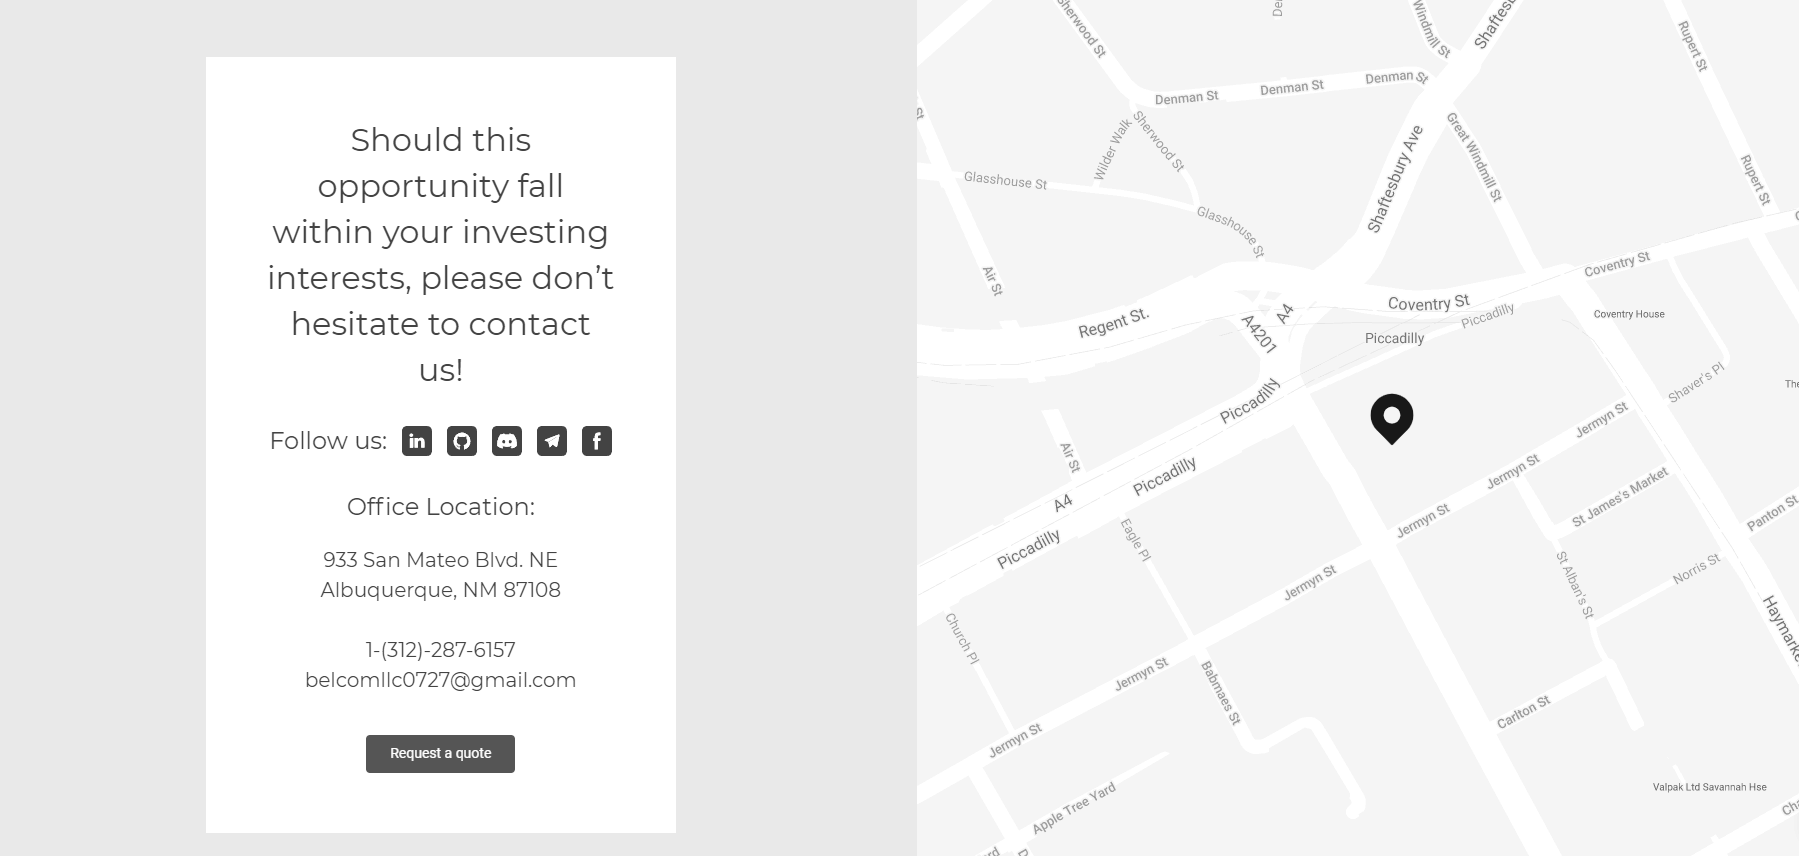 Should this
opportunity fall
within your investing
interests, please don’t
hesitate to contact
us!
Follow us:
Office Location:
933 San Mateo Blvd. NE
Albuquerque, NM 87108
1-(312)-287-6157
belcomllc0727@gmail.com
Request a quote
Sherwood St
Windmill St
Rupert St
Denman St
Denman St
Denman St
Wilder Walk
Sherwood St
Shaftesbury Ave
Great Windmill St
Rupert St
Glasshouse St
Glasshouse St
Air St
Coventry St
Coventry St
Regent St.
A4201
A4
Piccadilly
Piccadilly
Coventry House
Shaver's Pl
Piccadilly
Jermyn St
Air St
Piccadilly
Jermyn St
St James's Market
A4
Jermyn St
Panton St
Piccadilly
Eagle Pl
St Alban's St
Norris St
Jermyn St
Church Pl
Jermyn St
Babmaes St
Carlton St
Jermyn St
Valpak Ltd Savannah Hse
Apple Tree Yard